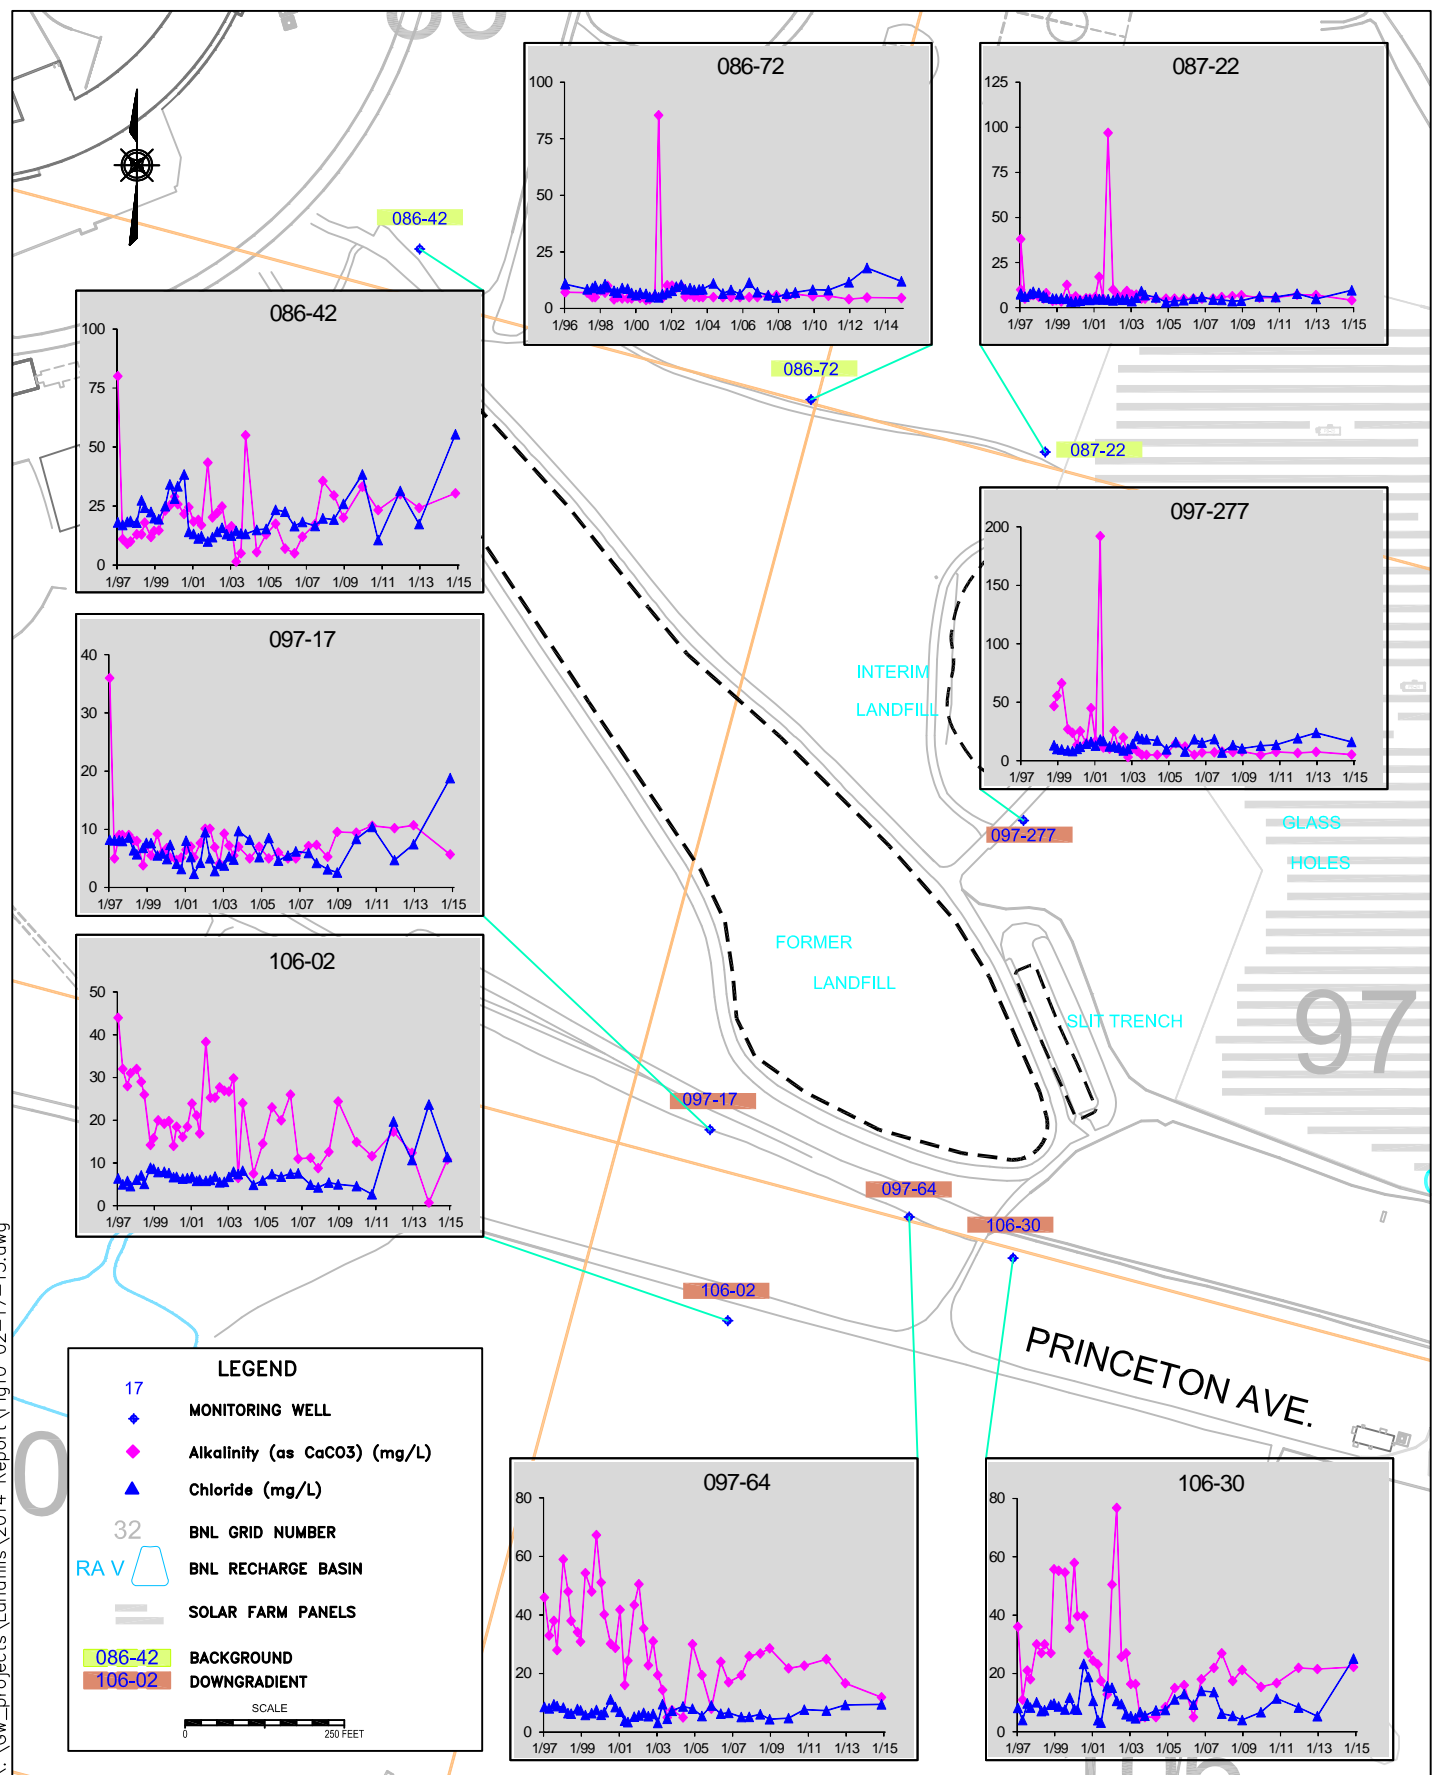 086-72
100
75
50
25
0
1/96 1/98 1/00 1/02 1/04 1/06 1/08 1/10 1/12 1/14
087-22
125
100
75
50
25
0
1/97 1/99 1/01 1/03 1/05 1/07 1/09 1/11 1/13 1/15
086-42
086-42
100
75
50
25
0
1/97 1/99 1/01 1/03 1/05 1/07 1/09 1/11 1/13 1/15
086-72
087-22
097-277
200
150
100
50
0
1/97 1/99 1/01 1/03 1/05 1/07 1/09 1/11 1/13 1/15
097-17
40
30
20
10
0
1/97 1/99 1/01 1/03 1/05 1/07 1/09 1/11 1/13 1/15
INTERIM
LANDFILL
097-277
GLASS
HOLES
106-02
50
40
30
20
10
0
1/97 1/99 1/01 1/03 1/05 1/07 1/09 1/11 1/13 1/15
FORMER
LANDFILL
SLIT TRENCH
97
097-17
097-64
106-30
106-02
PRINCETON AVE.
LEGEND
17
MONITORING WELL
Alkalinity (as CaCO3) (mg/L)
Chloride (mg/L)
32 BNL GRID NUMBER
RA V BNL RECHARGE BASIN
SOLAR FARM PANELS
086-42 BACKGROUND
106-02 DOWNGRADIENT
SCALE
0 250 FEET
097-64
80
60
40
20
0
1/97 1/99 1/01 1/03 1/05 1/07 1/09 1/11 1/13 1/15
106-30
80
60
40
20
0
1/97 1/99 1/01 1/03 1/05 1/07 1/09 1/11 1/13 1/15